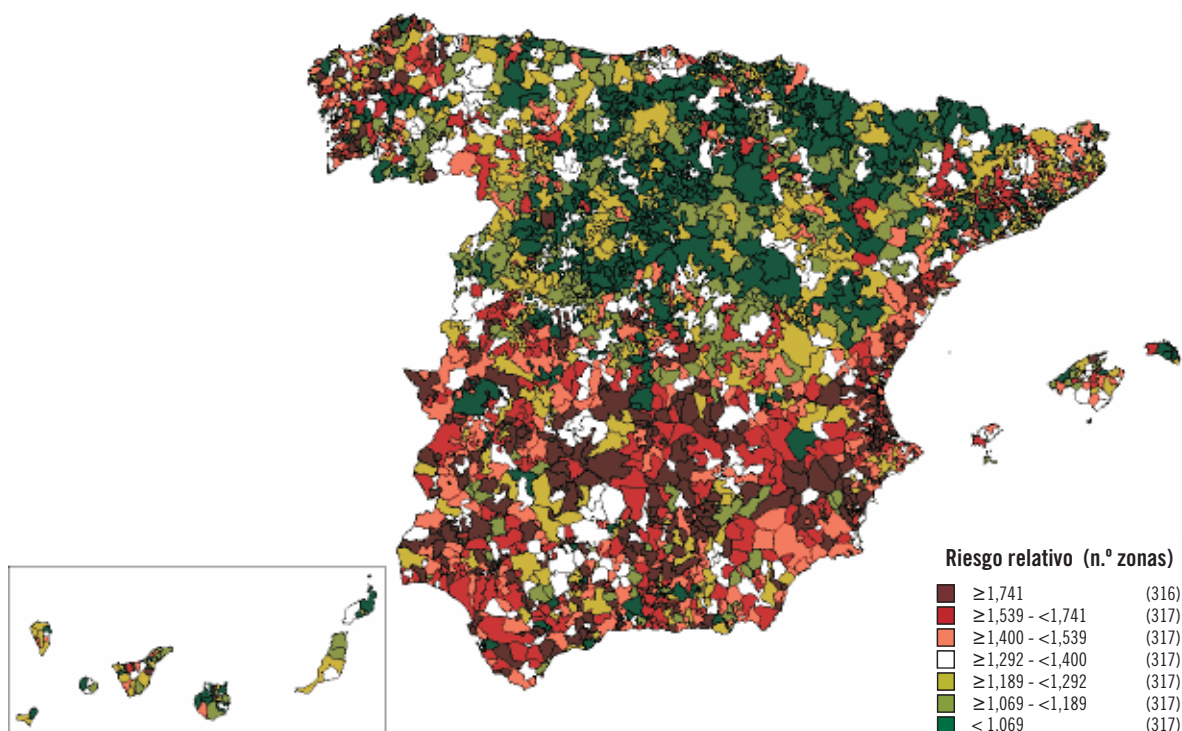 Riesgo relativo (n.º zonas)
≥1,741 (316)
≥1,539 - <1,741 (317)
≥1,400 - <1,539 (317)
≥1,292 - <1,400 (317)
≥1,189 - <1,292 (317)
≥1,069 - <1,189 (317)
< 1,069 (317)